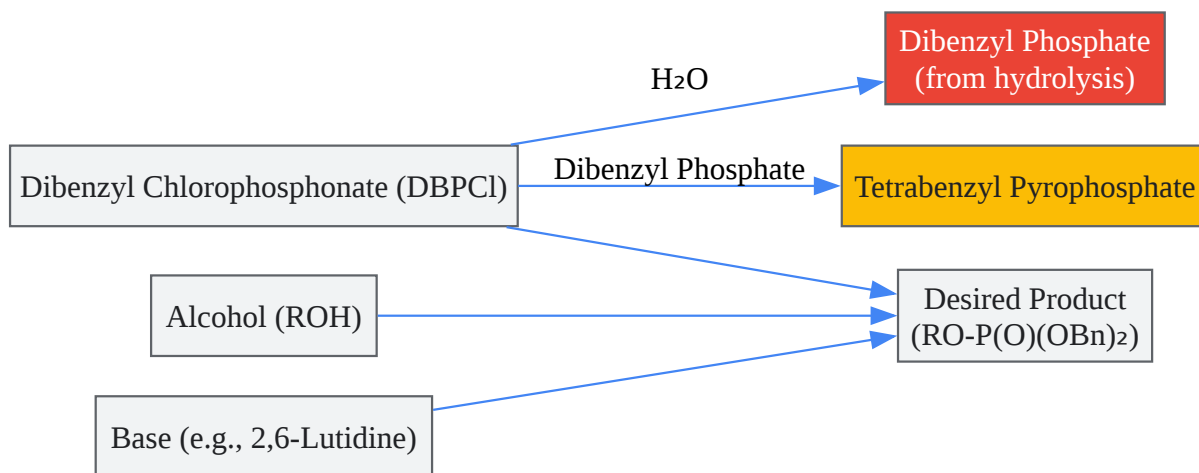 Dibenzyl Phosphate
(from hydrolysis)
H₂O
Dibenzyl Chlorophosphonate (DBPCl)
Dibenzyl Phosphate
Tetrabenzyl Pyrophosphate
Alcohol (ROH)
Desired Product
(RO-P(O)(OBn)₂)
Base (e.g., 2,6-Lutidine)